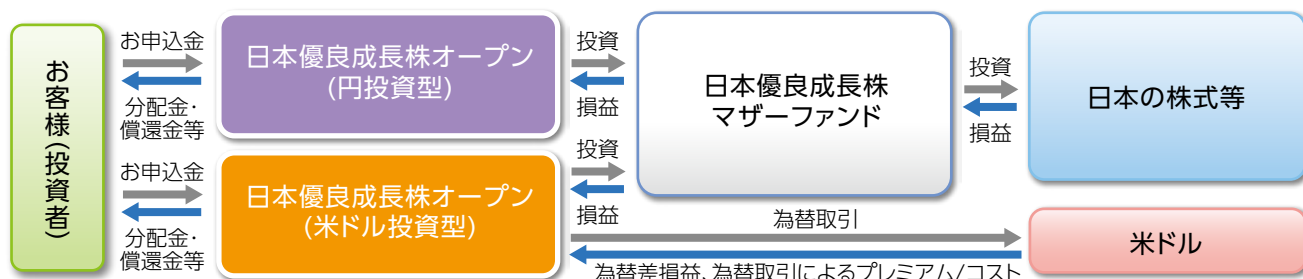 お客様(投資者)
お申込金
分配金・
償還金等
お申込金
分配金・
償還金等
日本優良成長株オープン
(円投資型)
日本優良成長株オープン
(米ドル投資型)
投資
損益
投資
損益
日本優良成長株
マザーファンド
投資
損益
日本の株式等
為替取引
為替差損益、為替取引によるプレミアム/コスト
米ドル